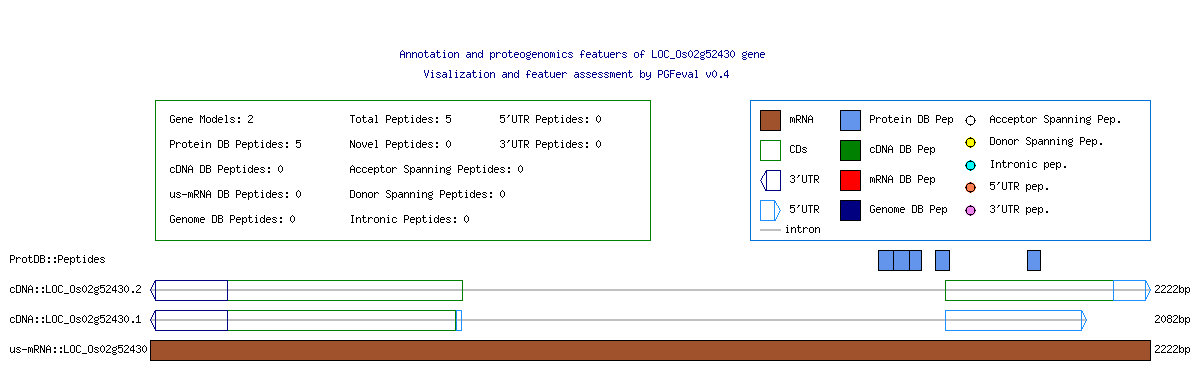 Annotation and proteogenomics featuers of LOC_Os02g52430 gene
Visalization and featuer assessment by PGFeval v0.4
Gene Models: 2
Total Peptides: 5
5'UTR Peptides: 0
Protein DB Peptides: 5
Novel Peptides: 0
3'UTR Peptides: 0
cDNA DB Peptides: 0
Acceptor Spanning Peptides: 0
us-mRNA DB Peptides: 0
Donor Spanning Peptides: 0
Genome DB Peptides: 0
Intronic Peptides: 0
mRNA
Protein DB Pep
Acceptor Spanning Pep.
CDs
cDNA DB Pep
Donor Spanning Pep.
3'UTR
mRNA DB Pep
Intronic pep.
5'UTR
Genome DB Pep
5'UTR pep.
3'UTR pep.
intron
ProtDB::Peptides
cDNA::LOC_Os02g52430.2
2222bp
cDNA::LOC_Os02g52430.1
2082bp
us-mRNA::LOC_Os02g52430
2222bp